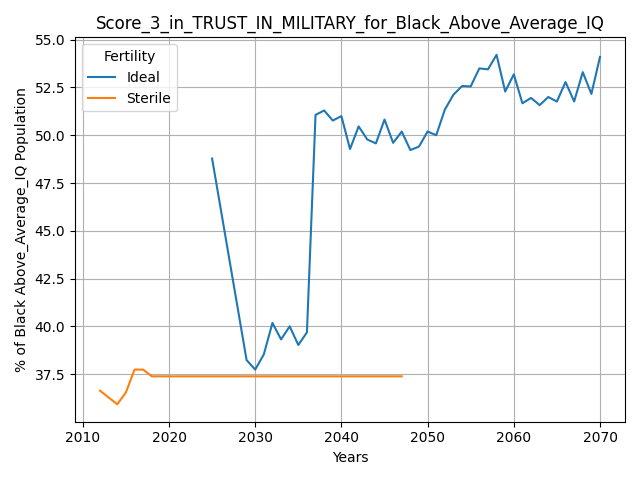 Score_3_in_TRUST_IN_MILITARY_for_Black_Above_Average_IQ
Fertility
Ideal
Sterile
% of Black Above_Average_IQ Population
55.0
52.5
50.0
47.5
45.0
42.5
40.0
37.5
2010 2020 2030 2040 2050 2060 2070
Years